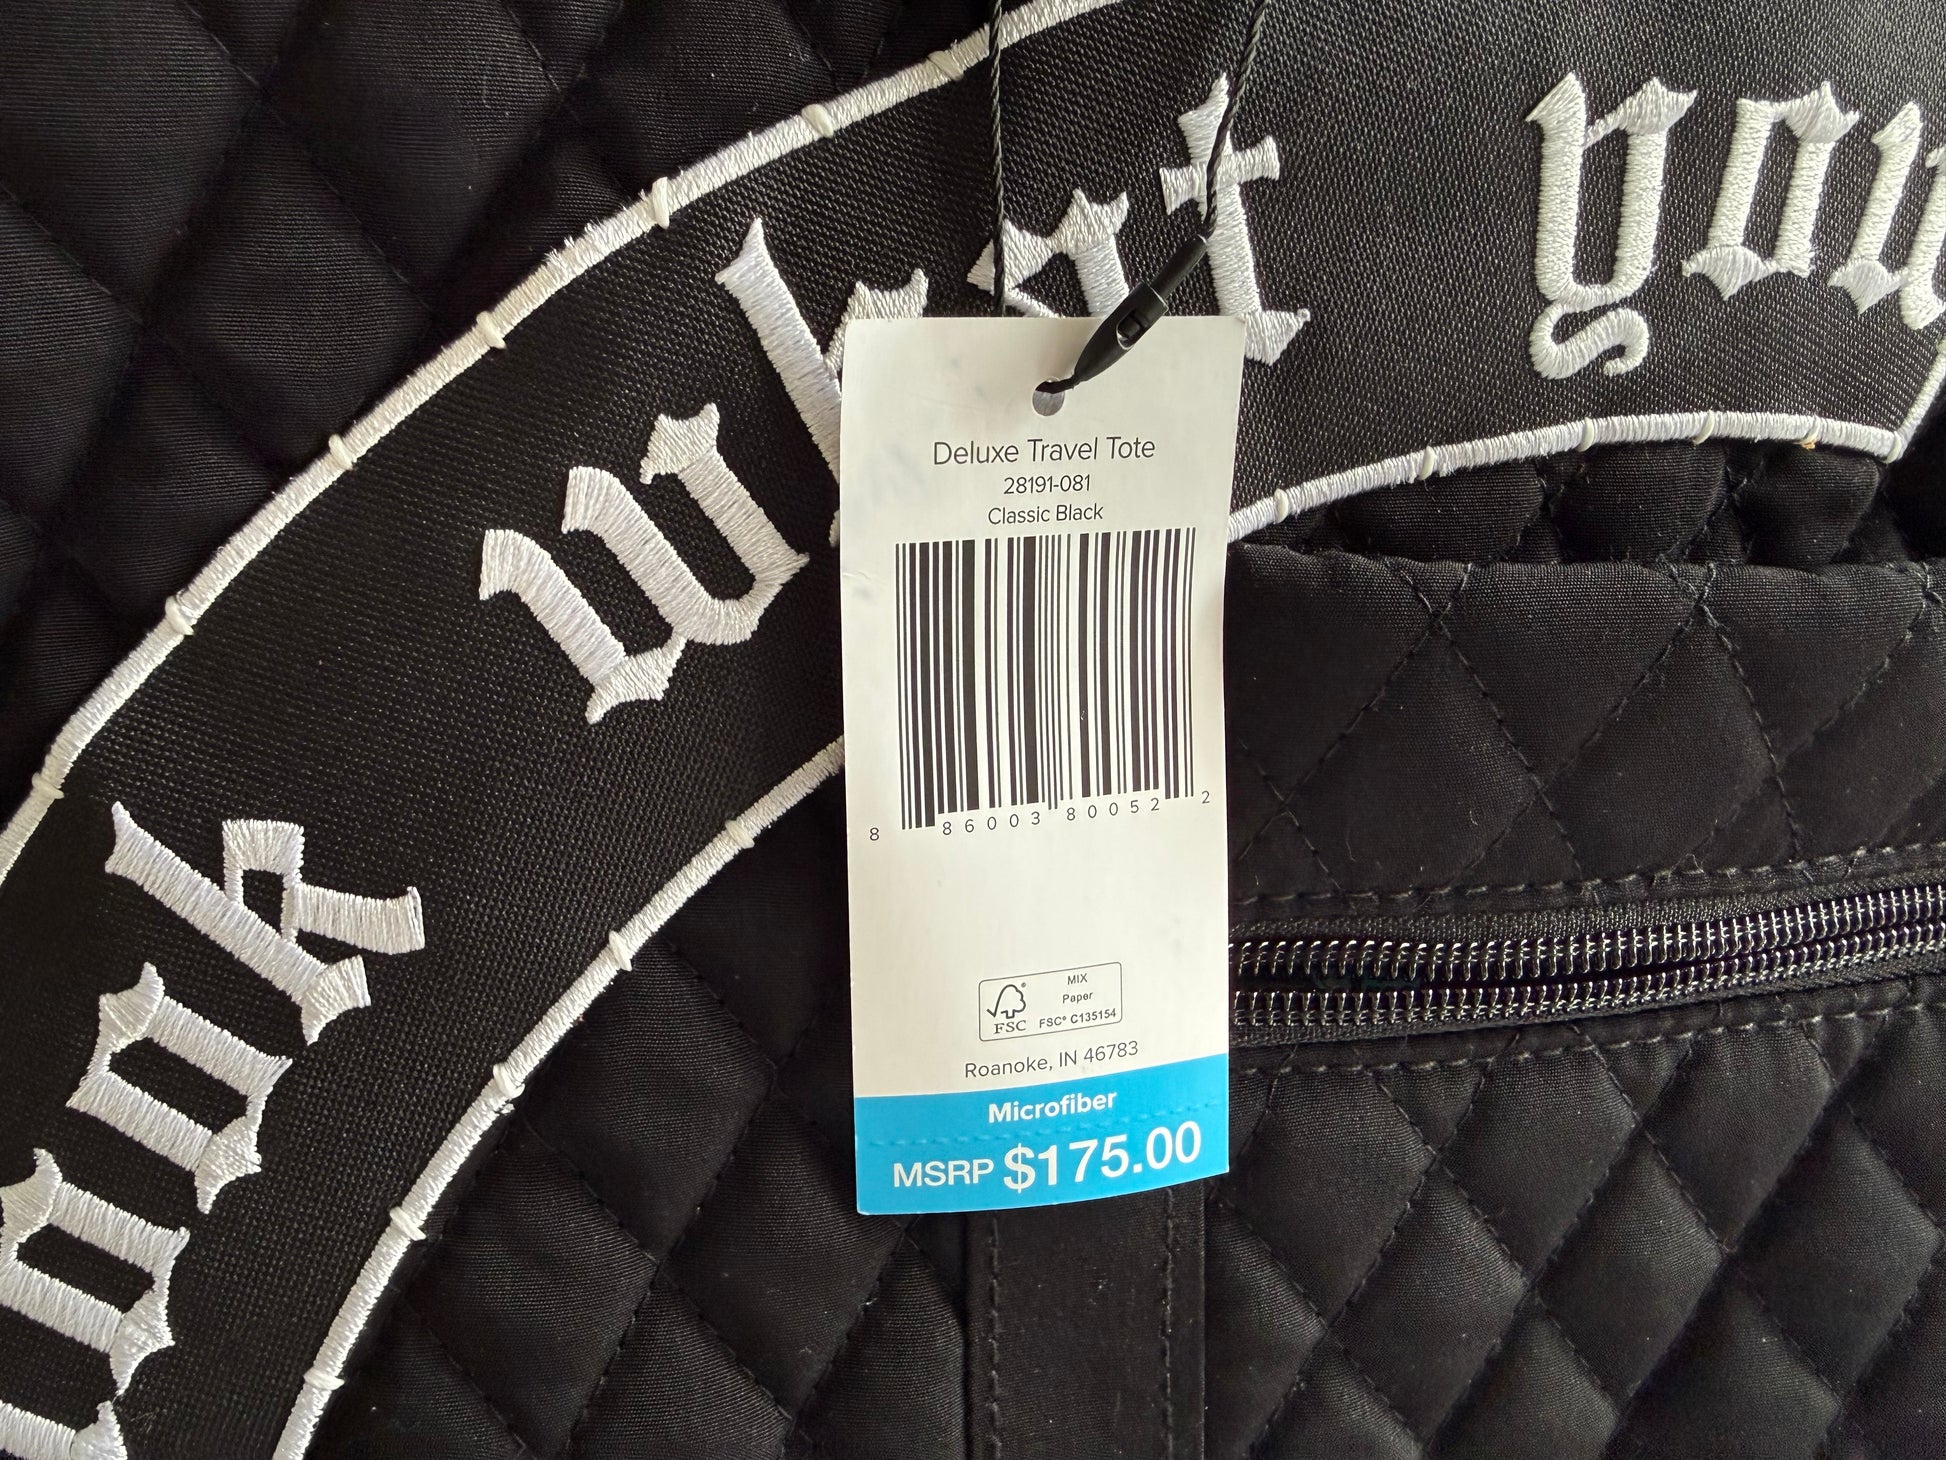 what you
Deluxe Travel Tote
28191-081
Classic Black
8 86003 80052 2
MIX
Paper
FSC
FSC® C135154
Roanoke, IN 46783
Microfiber
MSRP $175.00